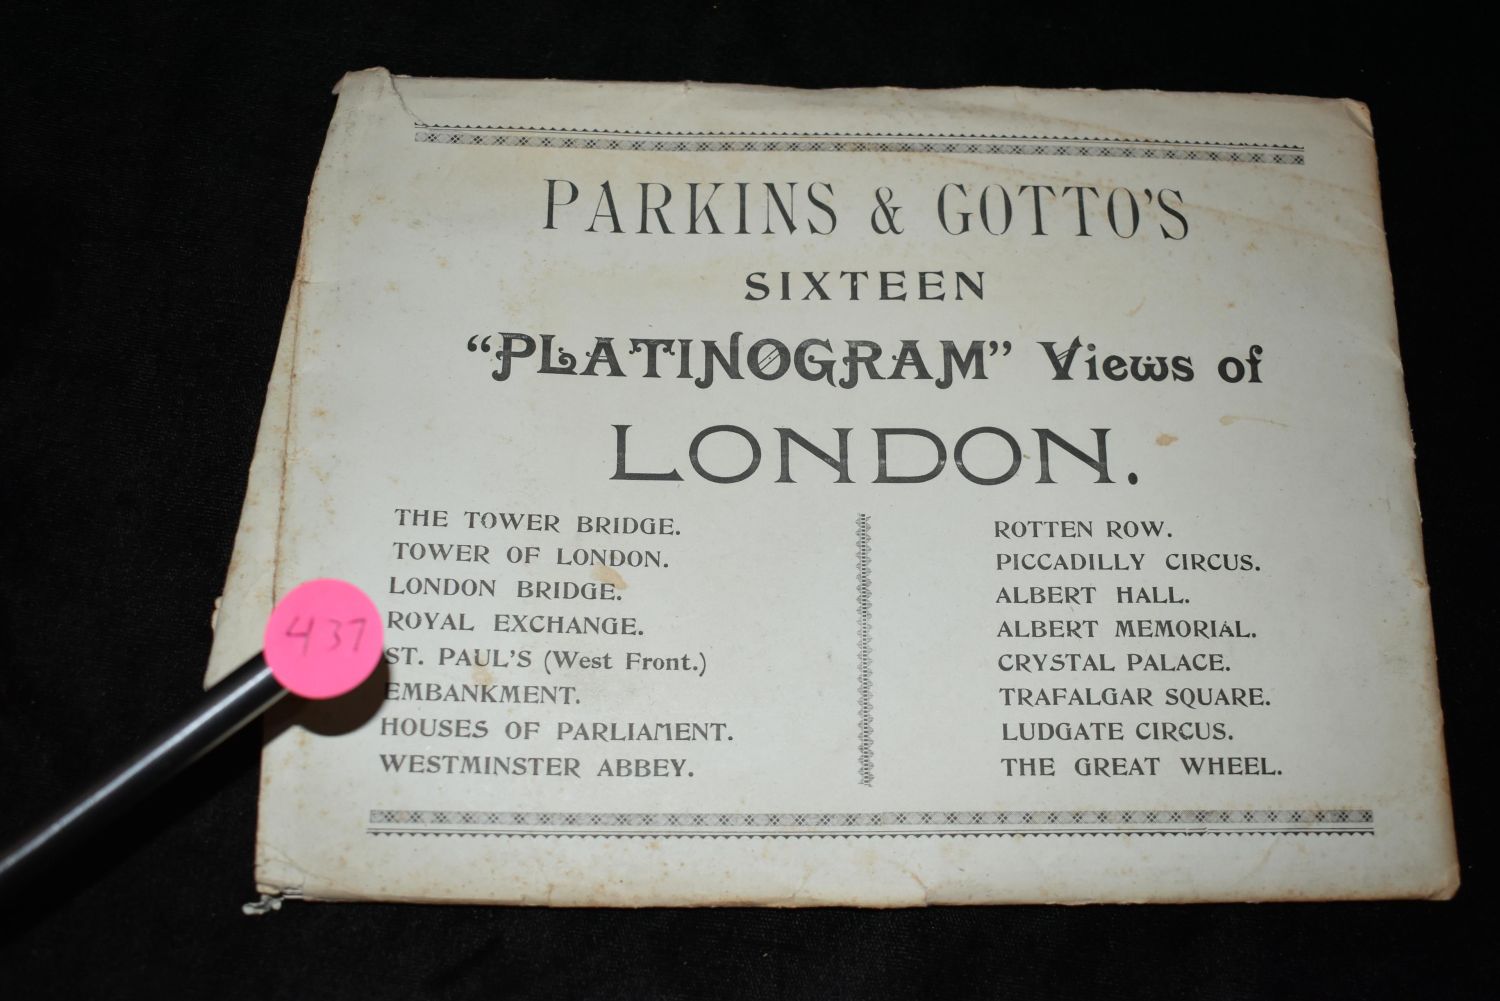 PARKINS & GOTTO'S
SIXTEEN
"PLATINOGRAM" Views of
LONDON.
THE TOWER BRIDGE.
TOWER OF LONDON.
LONDON BRIDGE.
ROYAL EXCHANGE.
ST. PAUL'S (West Front.)
EMBANKMENT.
HOUSES OF PARLIAMENT.
WESTMINSTER ABBEY.
ROTTEN ROW.
PICCADILLY CIRCUS.
ALBERT HALL.
ALBERT MEMORIAL.
CRYSTAL PALACE.
TRAFALGAR SQUARE.
LUDGATE CIRCUS.
THE GREAT WHEEL.
437